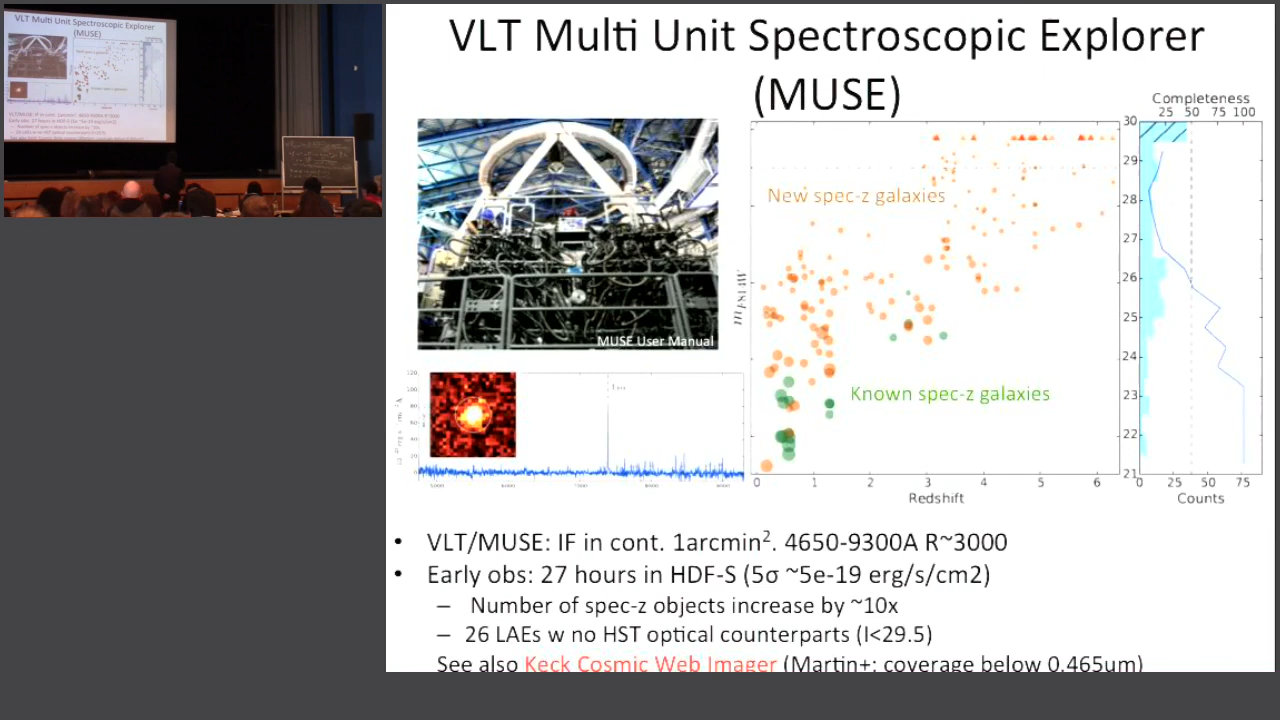 VLT Multi Unit Spectroscopic Explorer
(MUSE)
MUSE User Manual
New spec-z galaxies
Known spec-z galaxies
0 1 2 3 4 5 6
Redshift
Completeness
25 50 75 100
30
29
28
27
26
25
24
23
22
21
0 25 50 75
Counts
• VLT/MUSE: IF in cont. 1arcmin². 4650-9300A R~3000
• Early obs: 27 hours in HDF-S (5σ ~5e-19 erg/s/cm2)
– Number of spec-z objects increase by ~10x
– 26 LAEs w no HST optical counterparts (I<29.5)
See also Keck Cosmic Web Imager (Martin+: coverage below 0.465um)